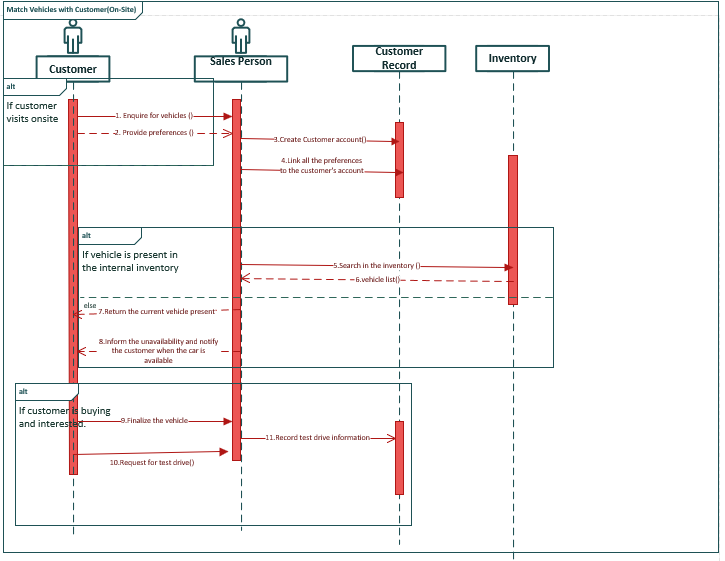 Match Vehicles with Customer(On-Site)
Customer
Sales Person
Customer
Record
Inventory
alt
If customer
visits onsite
1. Enquire for vehicles ()
2. Provide preferences ()
3.Create Customer account()
4.Link all the preferences
to the customer's account
alt
If vehicle is present in
the internal inventory
5.Search in the inventory ()
6.vehicle list()
else
7.Return the current vehicle present
8.Inform the unavailability and notify
the customer when the car is
available
alt
If customer is buying
and interested.
9.Finalize the vehicle
11.Record test drive information
10.Request for test drive()